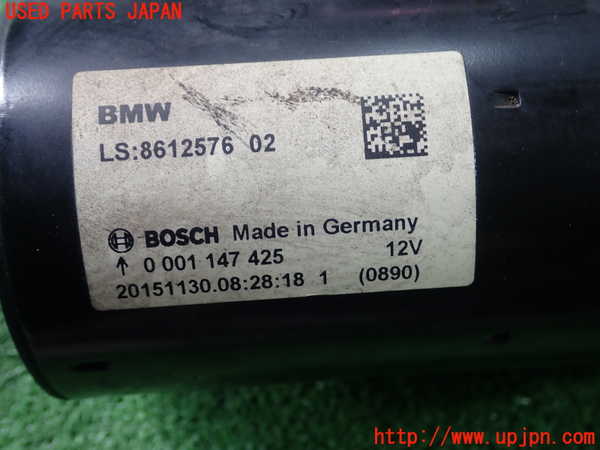 USED PARTS JAPAN
BMW
LS:8612576 02
BOSCH Made in Germany
↑ 0 001 147 425 12V
20151130.08:28:18 1 (0890)
http://www.upjpn.com